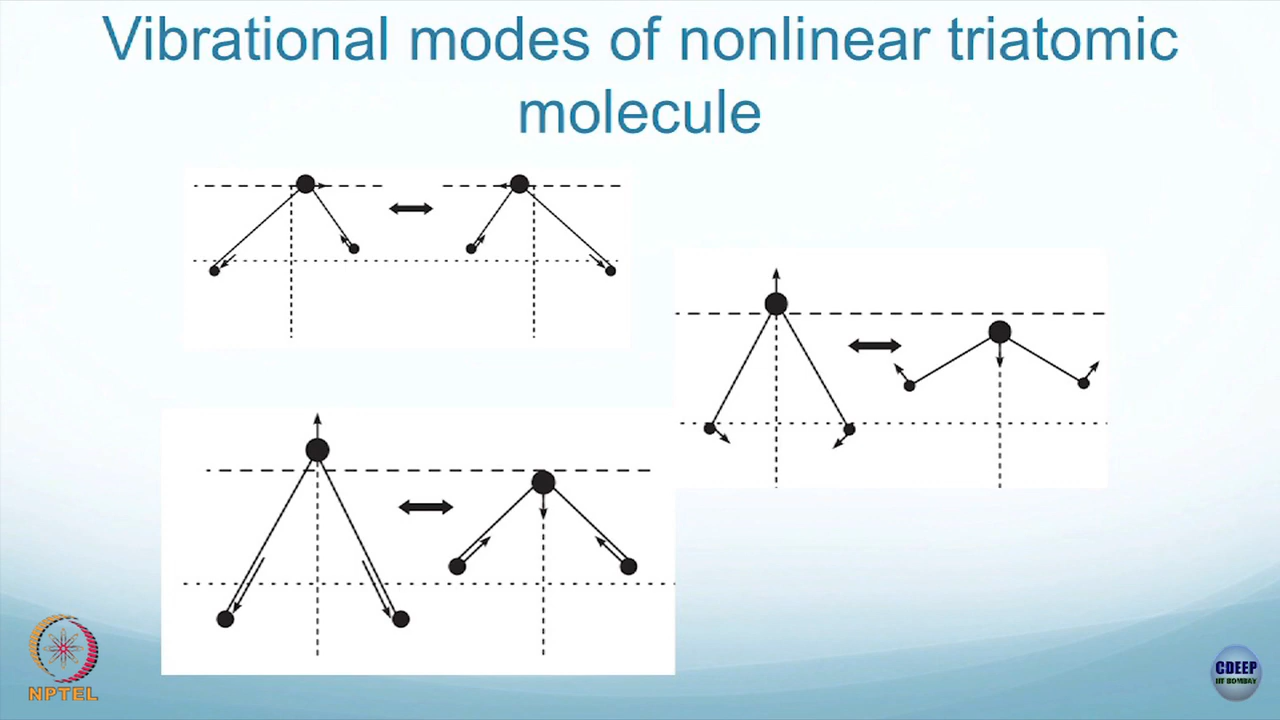 Vibrational modes of nonlinear triatomic
molecule
NPTEL
CDEEP
IIT BOMBAY